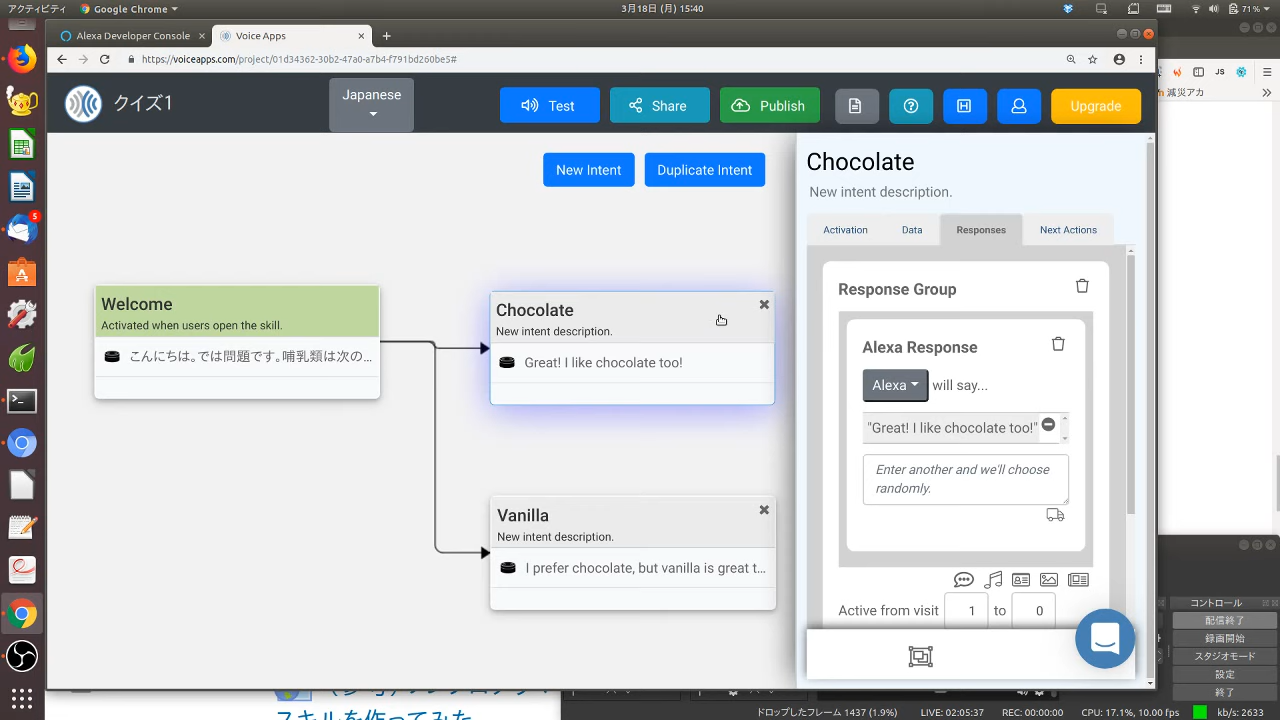 アクティビティ
Google Chrome
3月18日 (月) 15:40
71%
Alexa Developer Console
Voice Apps
https://voiceapps.com/project/01d34362-30b2-47a0-a7b4-f791bd260be5#
JS
減災アカ
クイズ1
Japanese
Test
Share
Publish
Upgrade
New Intent
Duplicate Intent
Welcome
Activated when users open the skill.
こんにちは。では問題です。哺乳類は次の...
Chocolate
New intent description.
Great! I like chocolate too!
Vanilla
New intent description.
I prefer chocolate, but vanilla is great t...
Chocolate
New intent description.
Activation
Data
Responses
Next Actions
Response Group
Alexa Response
Alexa
will say...
"Great! I like chocolate too!"
Enter another and we'll choose
randomly.
Active from visit 1 to 0
5
コントロール
配信終了
録画開始
スタジオモード
設定
終了
スキルを作ってみた
ドロップしたフレーム 1437 (1.9%)
LIVE: 02:05:37
REC: 00:00:00
CPU: 17.1%, 10.00 fps
kb/s: 2633